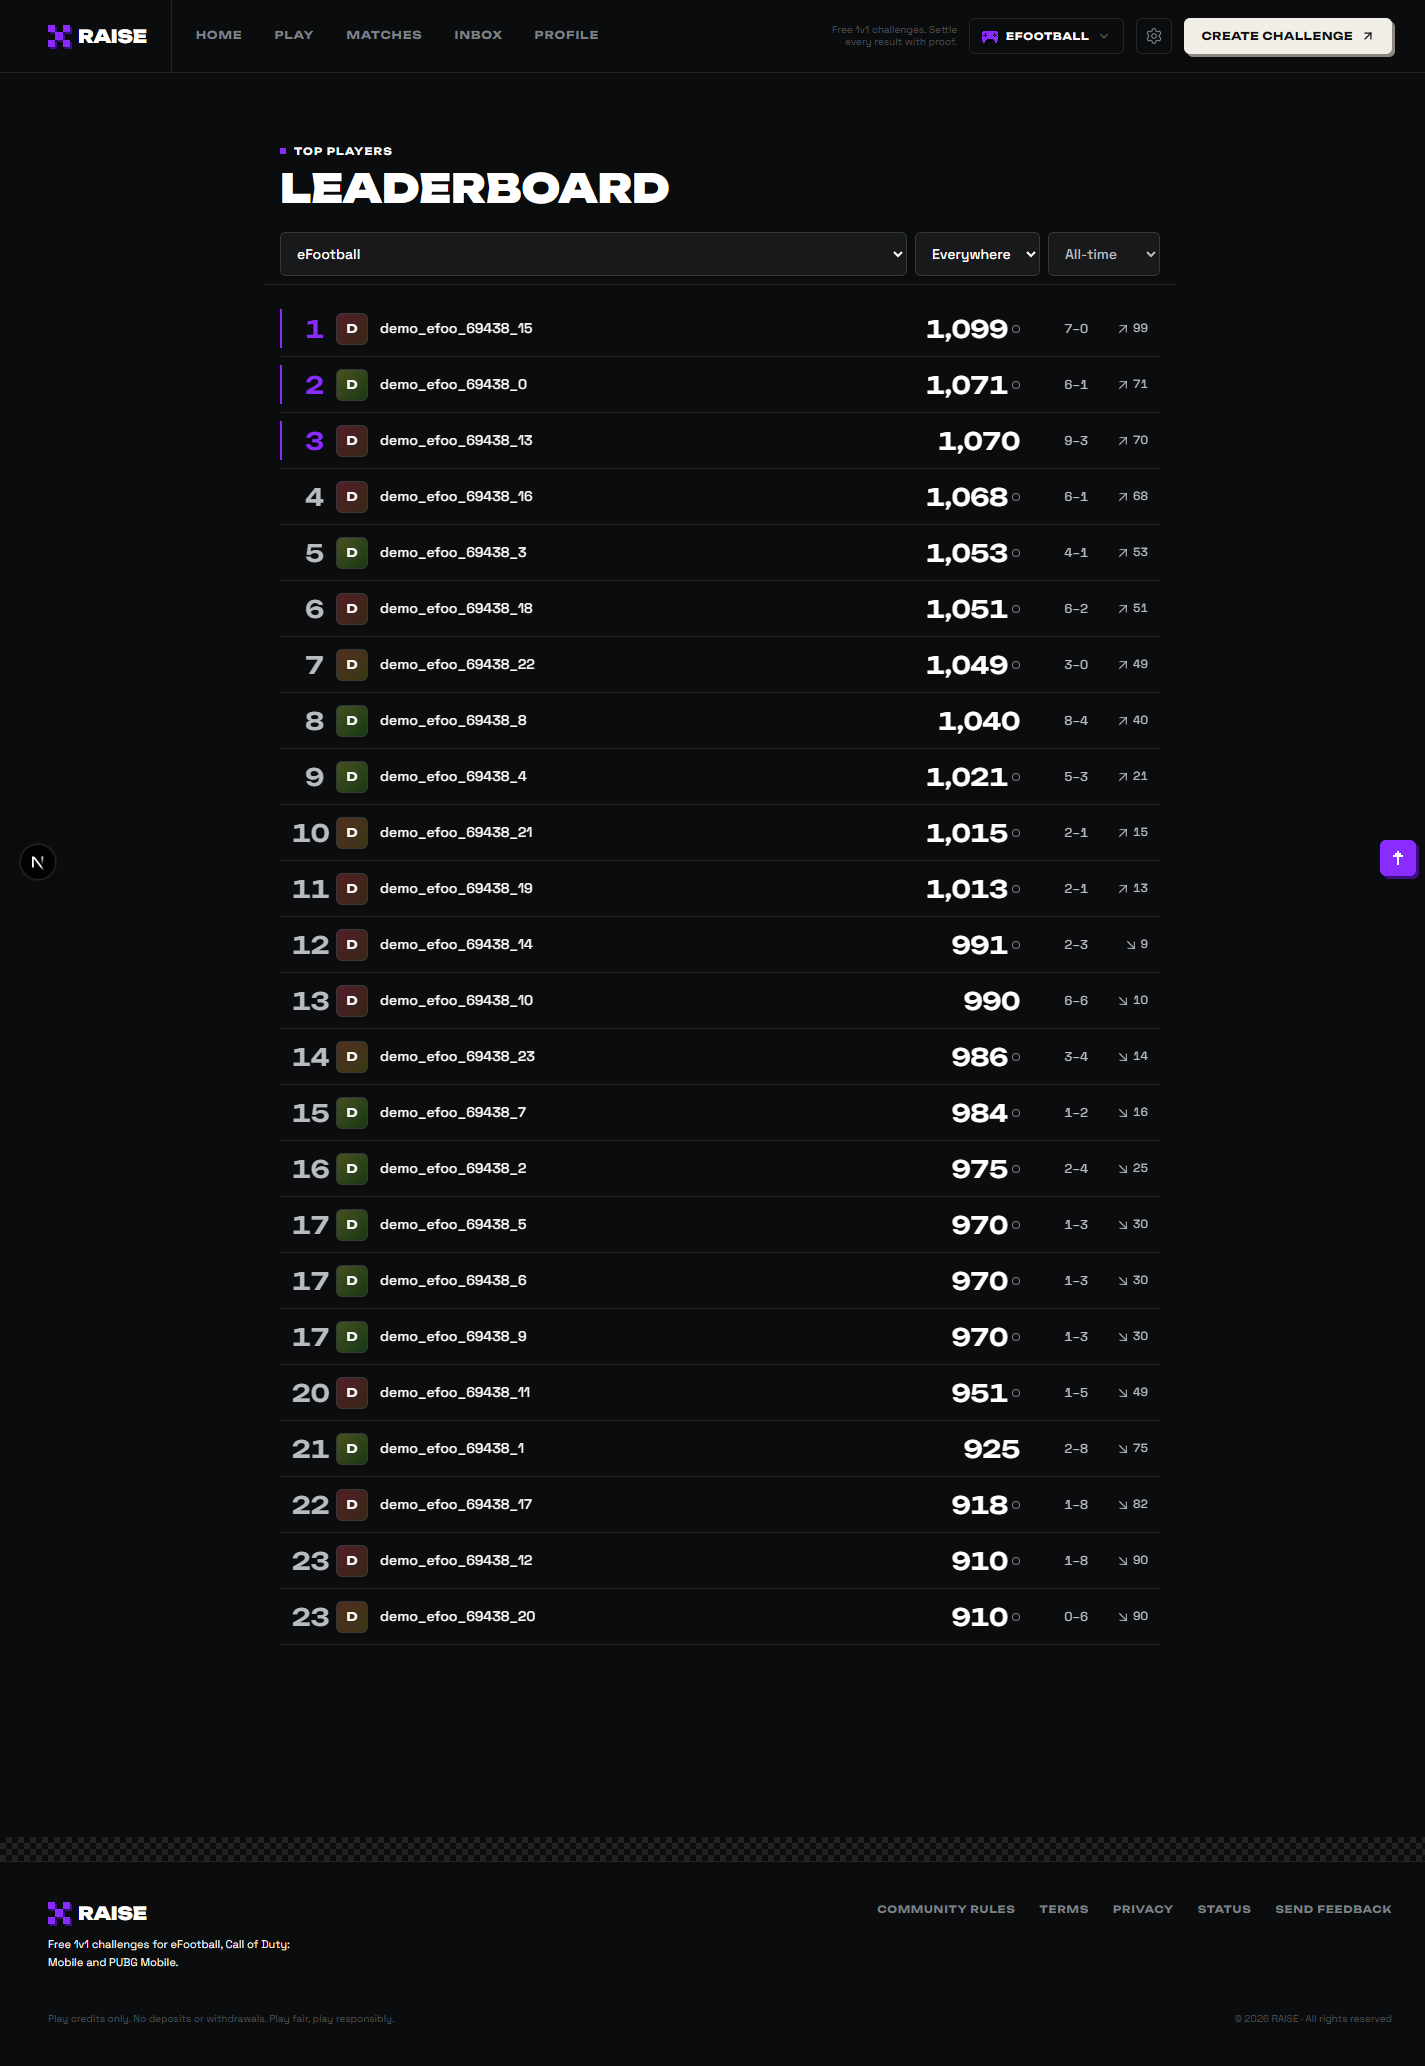 RAISE
HOME PLAY MATCHES INBOX PROFILE
Free 1v1 challenges. Settle
every result with proof.
EFOOTBALL
CREATE CHALLENGE
TOP PLAYERS
LEADERBOARD
eFootball Everywhere All-time
1 D demo_efoo_69438_15 1,099 7–0 99
2 D demo_efoo_69438_0 1,071 6–1 71
3 D demo_efoo_69438_13 1,070 9–3 70
4 D demo_efoo_69438_16 1,068 6–1 68
5 D demo_efoo_69438_3 1,053 4–1 53
6 D demo_efoo_69438_18 1,051 6–2 51
7 D demo_efoo_69438_22 1,049 3–0 49
8 D demo_efoo_69438_8 1,040 8–4 40
9 D demo_efoo_69438_4 1,021 5–3 21
10 D demo_efoo_69438_21 1,015 2–1 15
11 D demo_efoo_69438_19 1,013 2–1 13
12 D demo_efoo_69438_14 991 2–3 9
13 D demo_efoo_69438_10 990 6–6 10
14 D demo_efoo_69438_23 986 3–4 14
15 D demo_efoo_69438_7 984 1–2 16
16 D demo_efoo_69438_2 975 2–4 25
17 D demo_efoo_69438_5 970 1–3 30
17 D demo_efoo_69438_6 970 1–3 30
17 D demo_efoo_69438_9 970 1–3 30
20 D demo_efoo_69438_11 951 1–5 49
21 D demo_efoo_69438_1 925 2–8 75
22 D demo_efoo_69438_17 918 1–8 82
23 D demo_efoo_69438_12 910 1–8 90
23 D demo_efoo_69438_20 910 0–6 90
N
RAISE
COMMUNITY RULES TERMS PRIVACY STATUS SEND FEEDBACK
Free 1v1 challenges for eFootball, Call of Duty:
Mobile and PUBG Mobile.
Play credits only. No deposits or withdrawals. Play fair, play responsibly.
© 2026 RAISE · All rights reserved